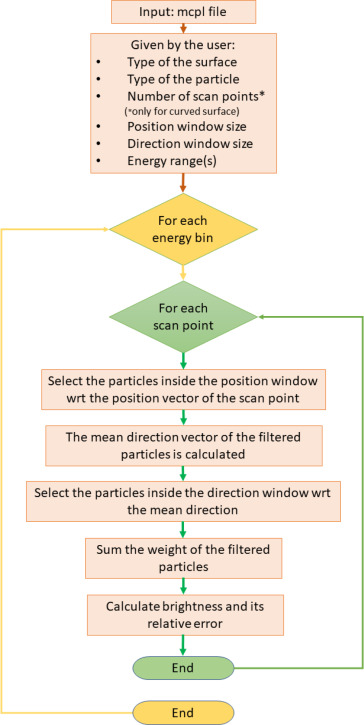 Input: mcpl file
Given by the user:
• Type of the surface
• Type of the particle
• Number of scan points*
(*only for curved surface)
• Position window size
• Direction window size
• Energy range(s)
For each
energy bin
For each
scan point
Select the particles inside the position window
wrt the position vector of the scan point
The mean direction vector of the filtered
particles is calculated
Select the particles inside the direction window wrt
the mean direction
Sum the weight of the filtered
particles
Calculate brightness and its
relative error
End
End